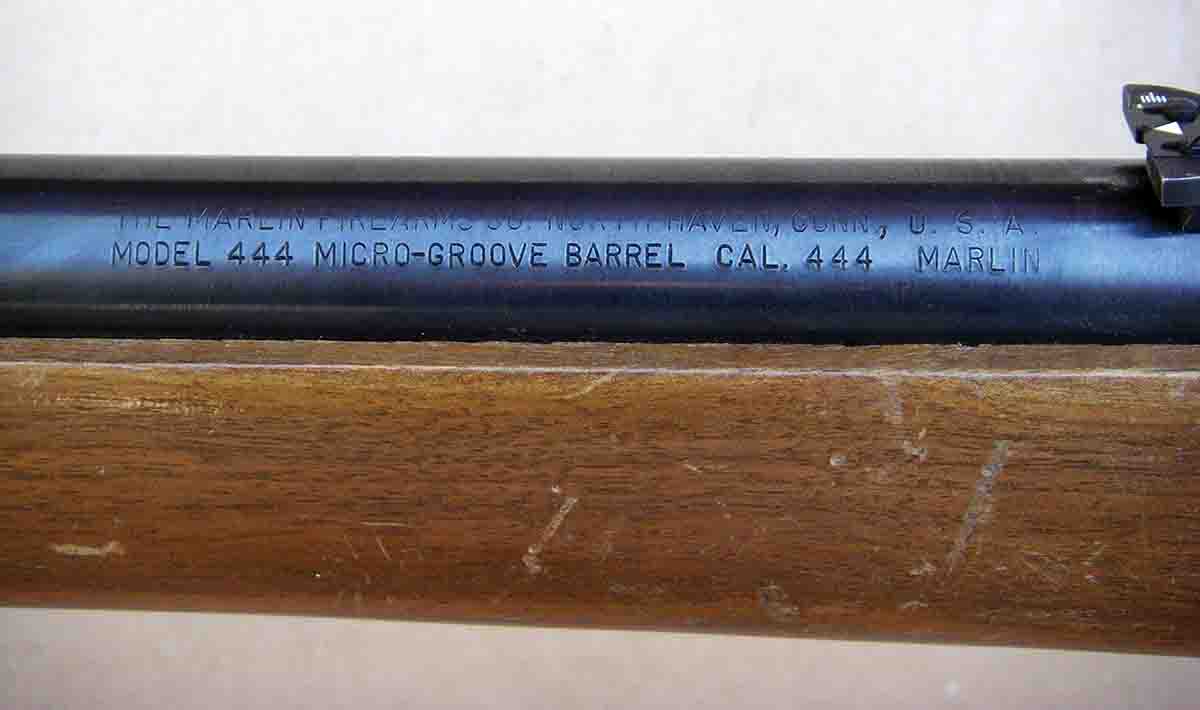 THE MARLIN FIREARMS CO. NORTH HAVEN, CONN., U. S. A.
MODEL 444 MICRO-GROOVE BARREL CAL. 444 MARLIN